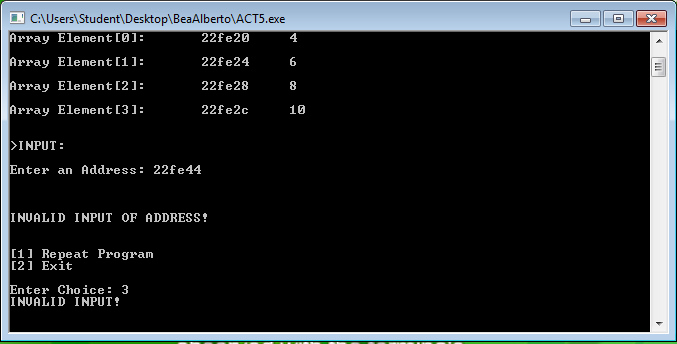 C:\Users\Student\Desktop\BeaAlberto\ACT5.exe
Array Element[0]: 22fe20 4
Array Element[1]: 22fe24 6
Array Element[2]: 22fe28 8
Array Element[3]: 22fe2c 10
>INPUT:
Enter an Address: 22fe44
INVALID INPUT OF ADDRESS!
[1] Repeat Program
[2] Exit
Enter Choice: 3
INVALID INPUT!